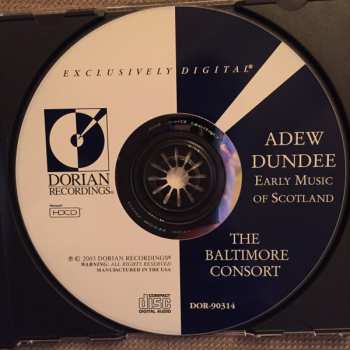 EXCLUSIVELY DIGITAL®
DORIAN
RECORDINGS®
HDCD
ADEW
DUNDEE
EARLY MUSIC
OF SCOTLAND
THE
BALTIMORE
CONSORT
℗ © 2003 DORIAN RECORDINGS®
WARNING: ALL RIGHTS RESERVED
MANUFACTURED IN THE USA
COMPACT
disc
DIGITAL AUDIO
DOR-90314